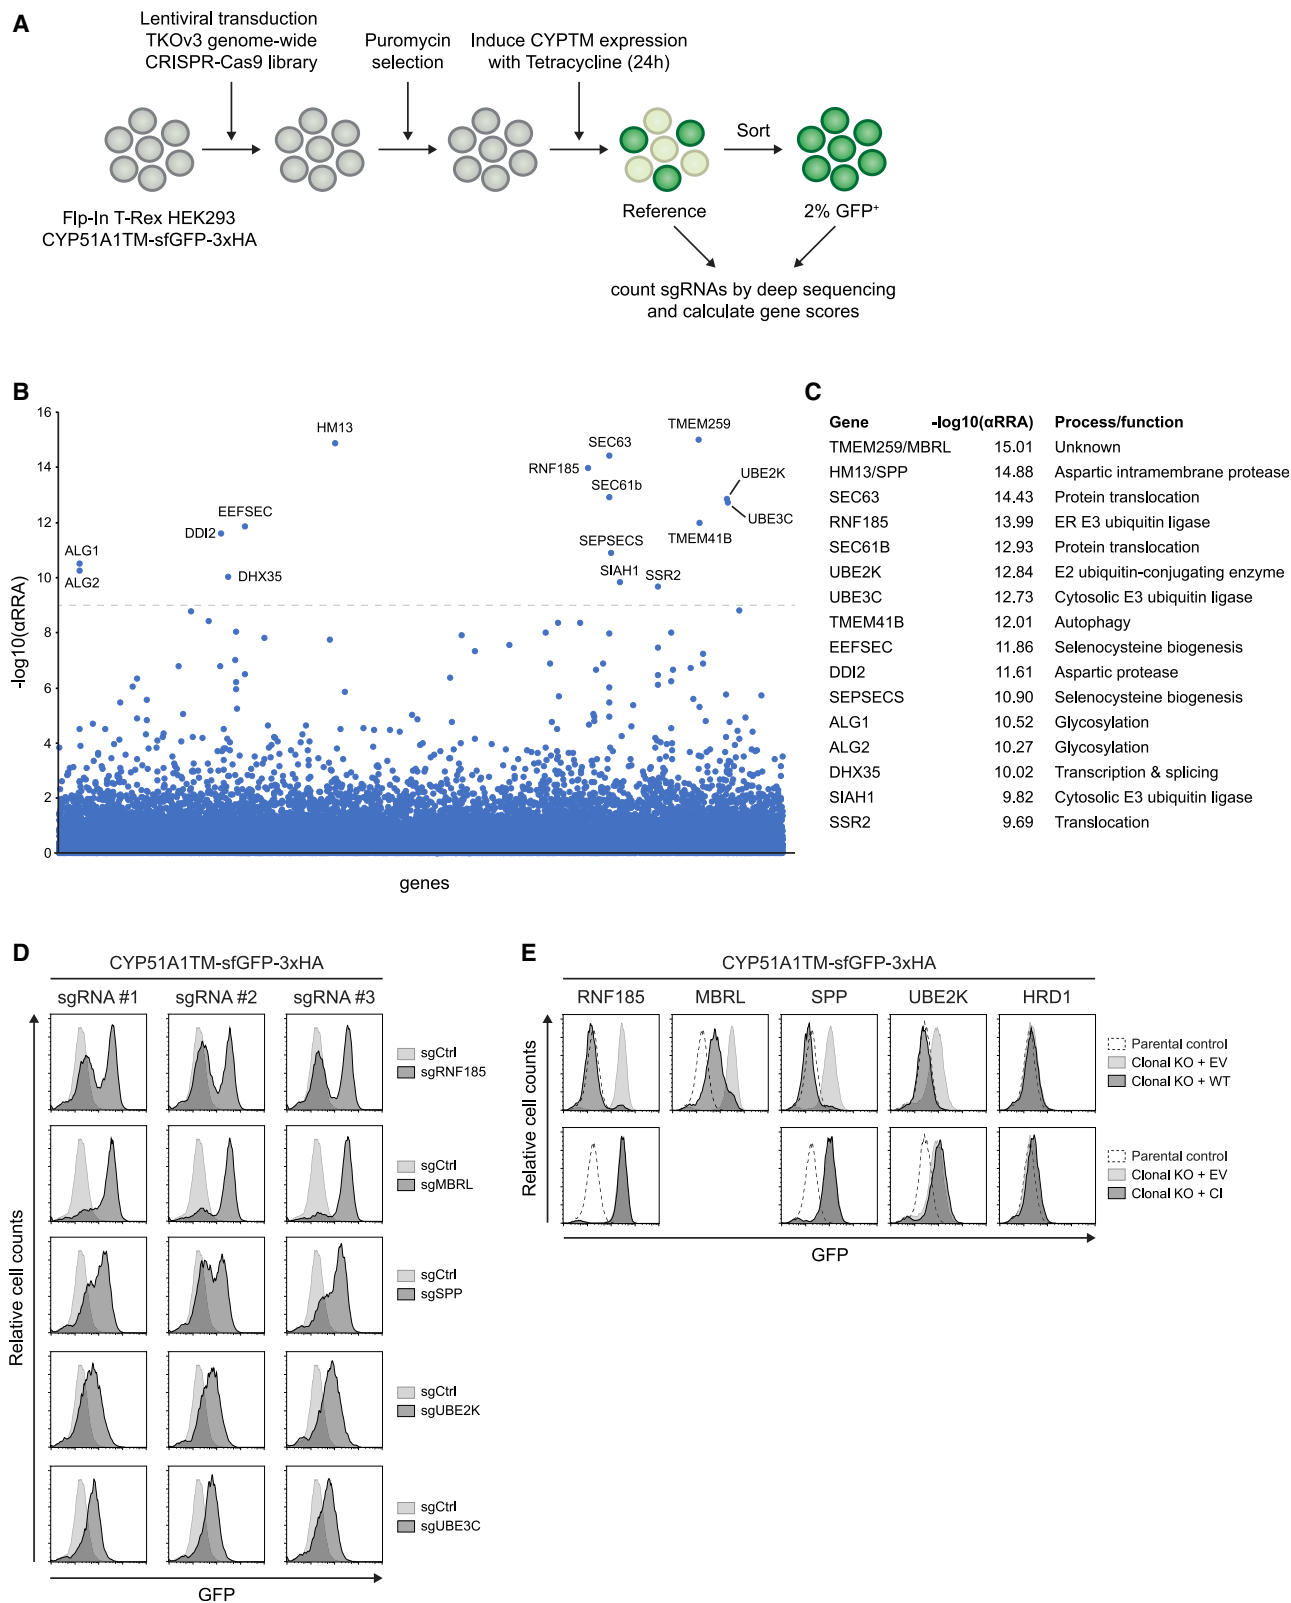 A
Lentiviral transduction
TKOv3 genome-wide
CRISPR-Cas9 library
Puromycin
selection
Induce CYPTM expression
with Tetracycline (24h)
Sort
Flp-In T-Rex HEK293
CYP51A1TM-sfGFP-3xHA
Reference
2% GFP⁺
count sgRNAs by deep sequencing
and calculate gene scores
B
-log10(αRRA)
16
14
12
10
8
6
4
2
0
HM13
TMEM259
SEC63
RNF185
SEC61b
UBE2K
UBE3C
EEFSEC
DDI2
TMEM41B
SEPSECS
ALG1
ALG2
DHX35
SIAH1
SSR2
genes
C
Gene -log10(αRRA) Process/function
TMEM259/MBRL 15.01 Unknown
HM13/SPP 14.88 Aspartic intramembrane protease
SEC63 14.43 Protein translocation
RNF185 13.99 ER E3 ubiquitin ligase
SEC61B 12.93 Protein translocation
UBE2K 12.84 E2 ubiquitin-conjugating enzyme
UBE3C 12.73 Cytosolic E3 ubiquitin ligase
TMEM41B 12.01 Autophagy
EEFSEC 11.86 Selenocysteine biogenesis
DDI2 11.61 Aspartic protease
SEPSECS 10.90 Selenocysteine biogenesis
ALG1 10.52 Glycosylation
ALG2 10.27 Glycosylation
DHX35 10.02 Transcription & splicing
SIAH1 9.82 Cytosolic E3 ubiquitin ligase
SSR2 9.69 Translocation
D
CYP51A1TM-sfGFP-3xHA
sgRNA #1 sgRNA #2 sgRNA #3
Relative cell counts
sgCtrl
sgRNF185
sgCtrl
sgMBRL
sgCtrl
sgSPP
sgCtrl
sgUBE2K
sgCtrl
sgUBE3C
GFP
E
CYP51A1TM-sfGFP-3xHA
RNF185 MBRL SPP UBE2K HRD1
Relative cell counts
Parental control
Clonal KO + EV
Clonal KO + WT
Parental control
Clonal KO + EV
Clonal KO + CI
GFP